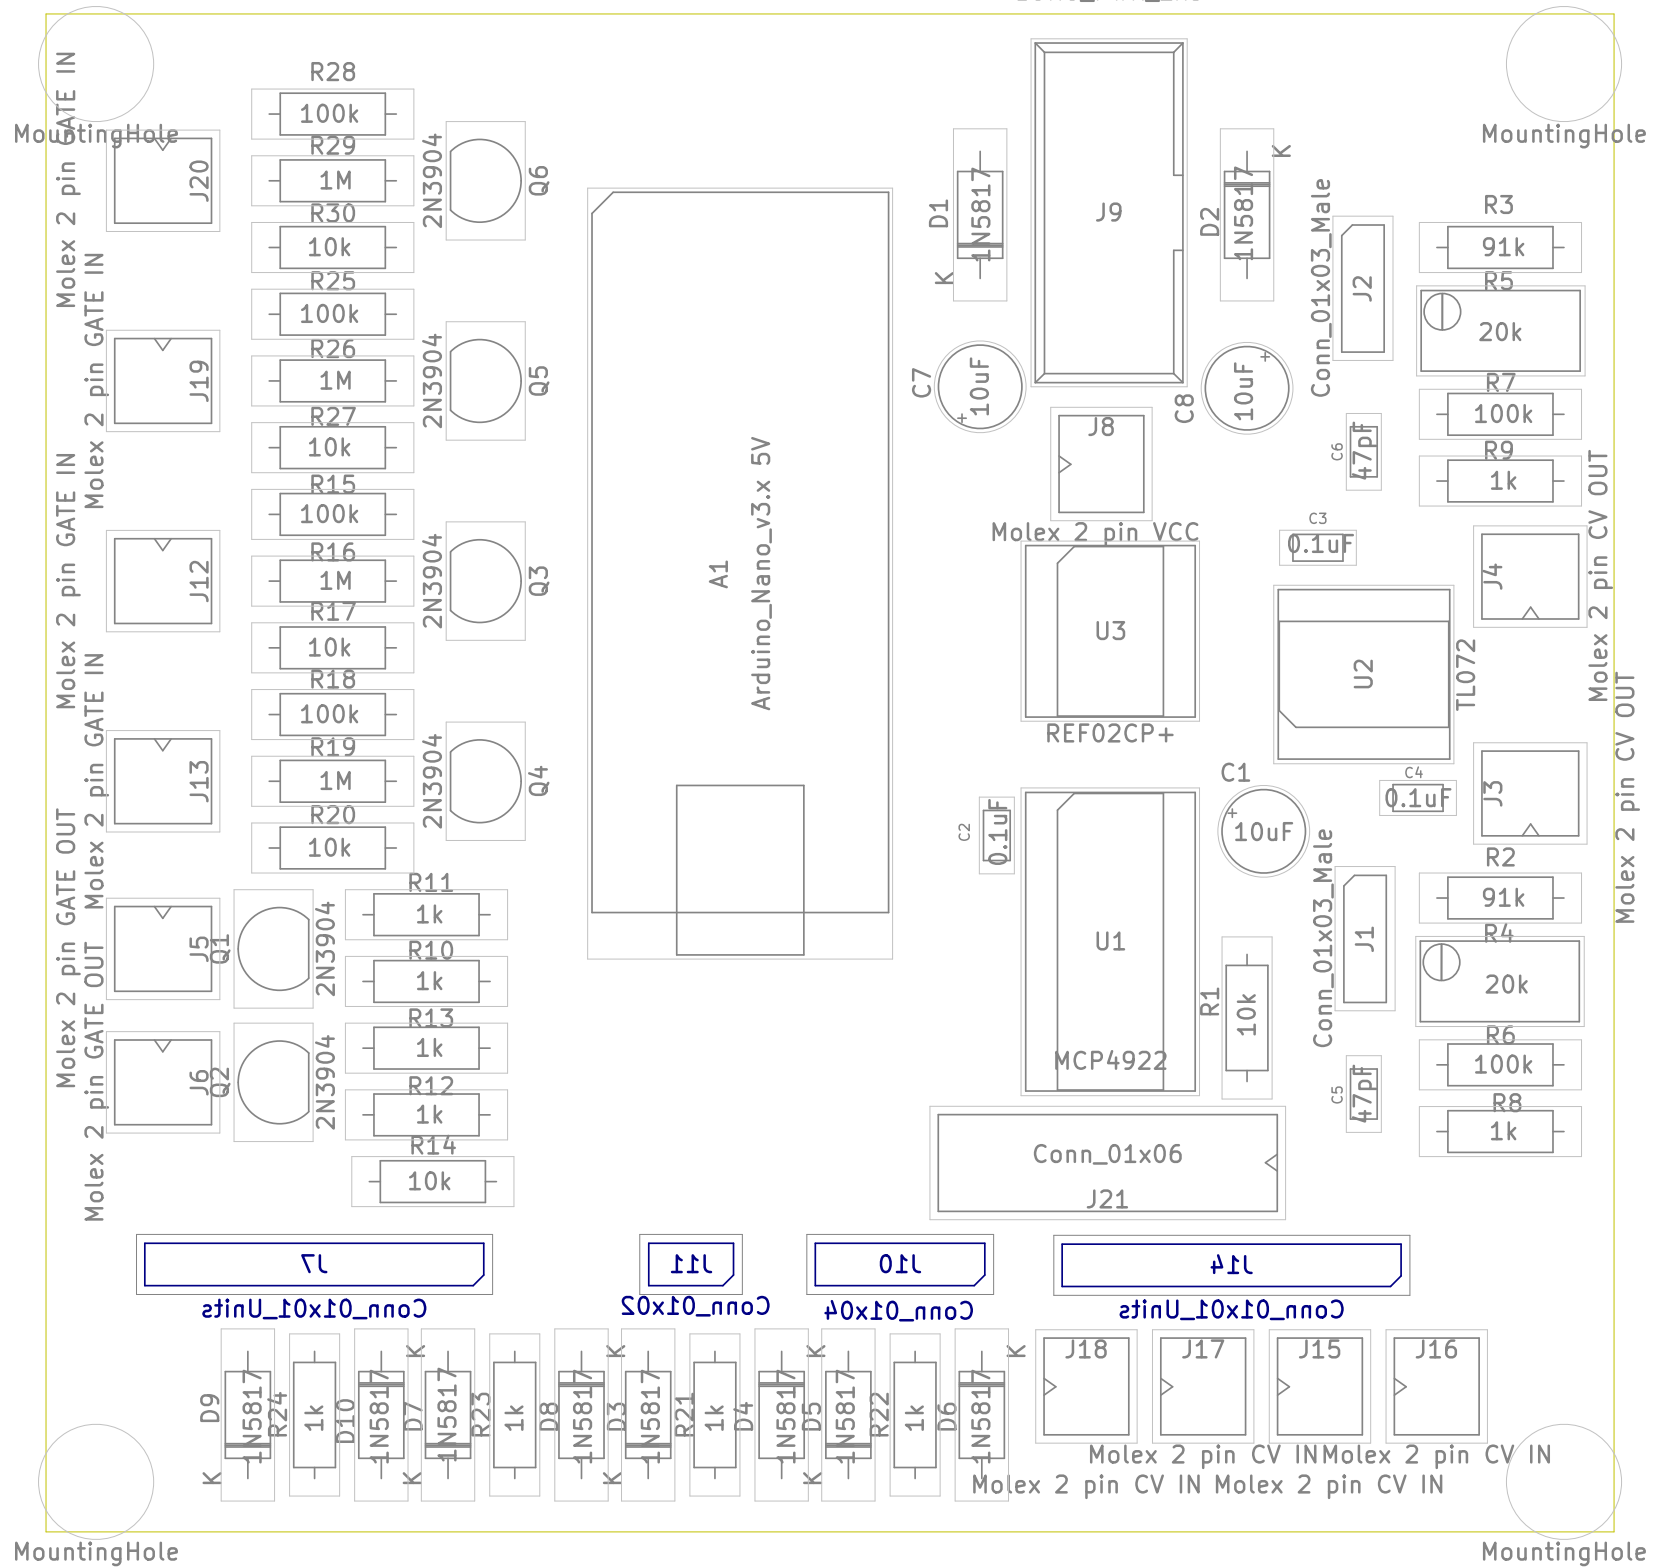 MountingHole
MountingHole
R28
100k
R29
1M
R30
10k
2N3904
Q6
J20
Molex 2 pin GATE IN
R25
100k
R26
1M
R27
10k
2N3904
Q5
J19
Molex 2 pin GATE IN
R15
100k
R16
1M
R17
10k
2N3904
Q3
J12
Molex 2 pin GATE IN
R18
100k
R19
1M
R20
10k
2N3904
Q4
J13
Molex 2 pin GATE IN
A1
Arduino_Nano_v3.x 5V
D1
1N5817
K
J9
D2
1N5817
K
C7
10uF
+
C8
10uF
+
J8
Molex 2 pin VCC
Conn_01x03_Male
J2
R3
91k
R5
20k
R7
100k
R9
1k
C6
47pF
C3
0.1uF
J4
Molex 2 pin CV OUT
U3
REF02CP+
U2
TL072
C4
0.1uF
J3
Molex 2 pin CV OUT
C1
10uF
+
C2
0.1uF
U1
MCP4922
R1
10k
Conn_01x03_Male
J1
R2
91k
R4
20k
R6
100k
R8
1k
C5
47pF
R11
1k
R10
1k
Q1
2N3904
J5
Molex 2 pin GATE OUT
R13
1k
R12
1k
Q2
2N3904
J6
Molex 2 pin GATE OUT
R14
10k
Conn_01x06
J21
J7
Conn_01x01_Units
J11
Conn_01x02
J10
Conn_01x04
J14
Conn_01x01_Units
D9
1N5817
K
R24
1k
D10
1N5817
K
D7
1N5817
K
R23
1k
D8
1N5817
K
D3
1N5817
K
R21
1k
D4
1N5817
K
D5
1N5817
K
R22
1k
D6
1N5817
K
J18
J17
J15
J16
Molex 2 pin CV IN
Molex 2 pin CV IN
Molex 2 pin CV IN
Molex 2 pin CV IN
MountingHole
MountingHole